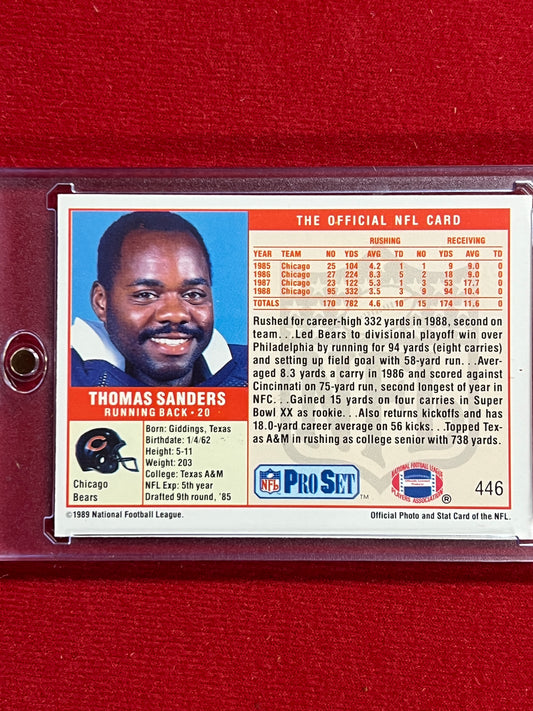 THE OFFICIAL NFL CARD
RUSHING RECEIVING
YEAR TEAM NO YDS AVG TD NO YDS AVG TD
1985 Chicago 25 104 4.2 1 1 9 9.0 0
1986 Chicago 27 224 8.3 5 2 18 9.0 0
1987 Chicago 23 122 5.3 1 3 53 17.7 0
1988 Chicago 95 332 3.5 3 9 94 10.4 0
TOTALS 170 782 4.6 10 15 174 11.6 0
Rushed for career-high 332 yards in 1988, second on
team...Led Bears to divisional playoff win over
Philadelphia by running for 94 yards (eight carries)
and setting up field goal with 58-yard run...Aver-
aged 8.3 yards a carry in 1986 and scored against
Cincinnati on 75-yard run, second longest of year in
NFC...Gained 15 yards on four carries in Super
Bowl XX as rookie...Also returns kickoffs and has
18.0-yard career average on 56 kicks...Topped Tex-
as A&M in rushing as college senior with 738 yards.
THOMAS SANDERS
RUNNING BACK · 20
Chicago
Bears
Born: Giddings, Texas
Birthdate: 1/4/62
Height: 5-11
Weight: 203
College: Texas A&M
NFL Exp: 5th year
Drafted 9th round, '85
NFL PRO SET ™
NATIONAL FOOTBALL LEAGUE
PLAYERS ASSOCIATION ®
446
©1989 National Football League.
Official Photo and Stat Card of the NFL.